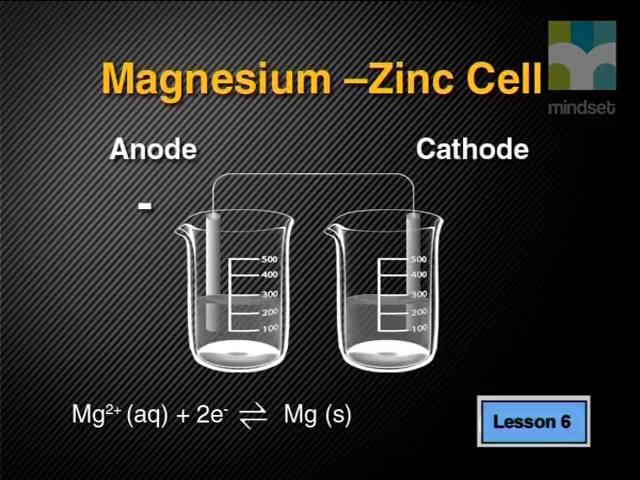 Magnesium –Zinc Cell
mindset
Anode
Cathode
-
500
400
300
200
100
500
400
300
200
100
Mg²⁺ (aq) + 2e⁻ ⇌ Mg (s)
Lesson 6